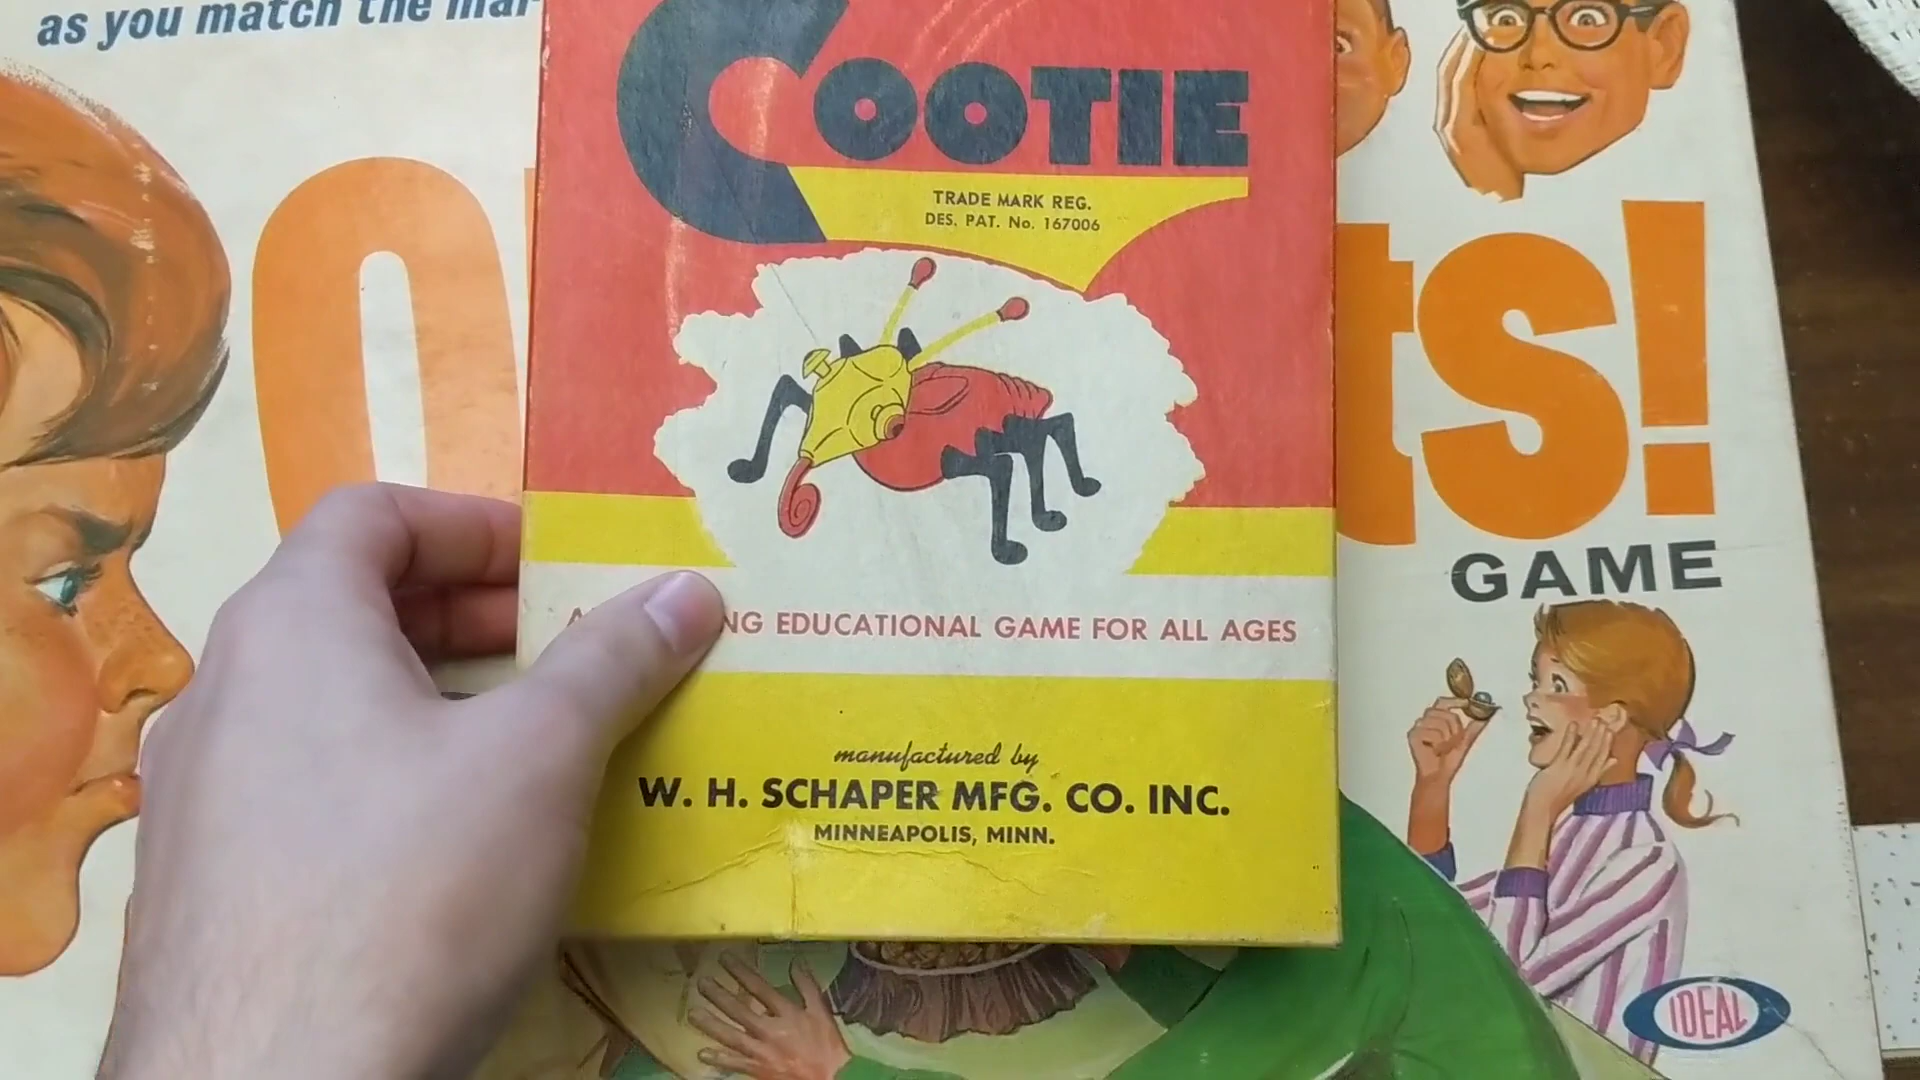 as you match the
COOTIE
TRADE MARK REG.
DES. PAT. No. 167006
ts!
GAME
EDUCATIONAL GAME FOR ALL AGES
manufactured by
W. H. SCHAPER MFG. CO. INC.
MINNEAPOLIS, MINN.
IDEAL